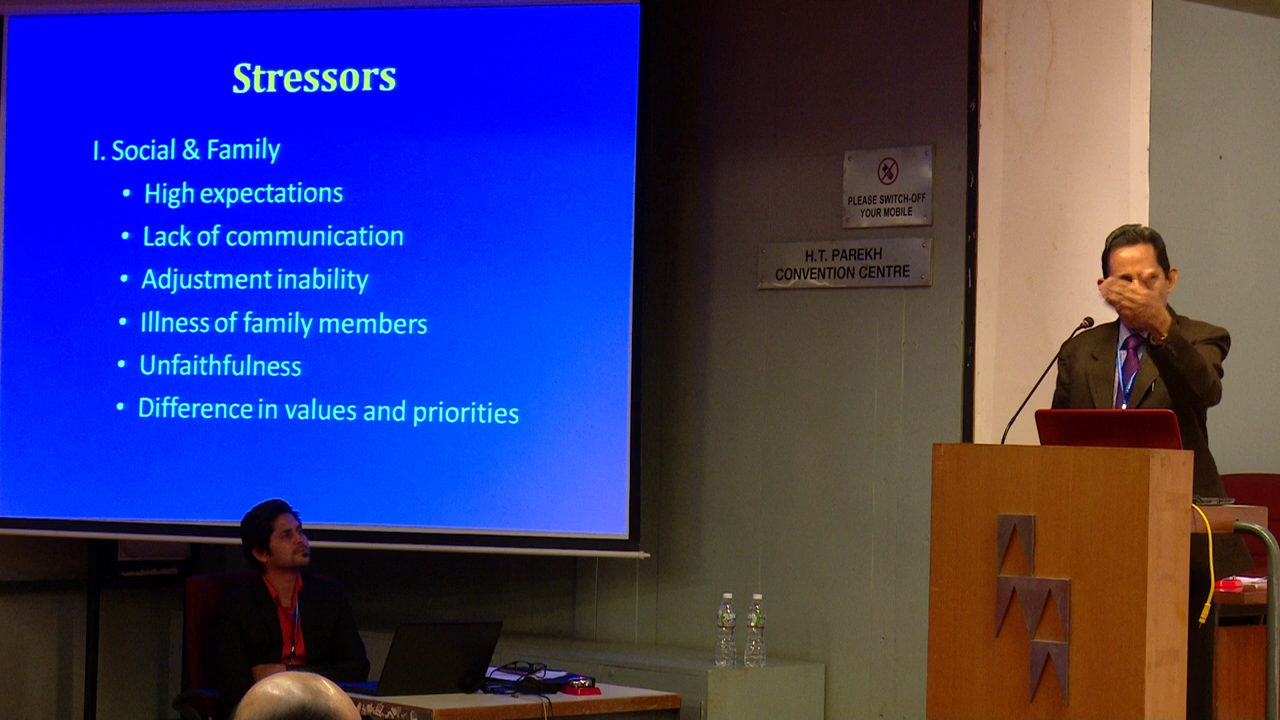 Stressors
I. Social & Family
• High expectations
• Lack of communication
• Adjustment inability
• Illness of family members
• Unfaithfulness
• Difference in values and priorities
PLEASE SWITCH-OFF
YOUR MOBILE
H.T. PAREKH
CONVENTION CENTRE